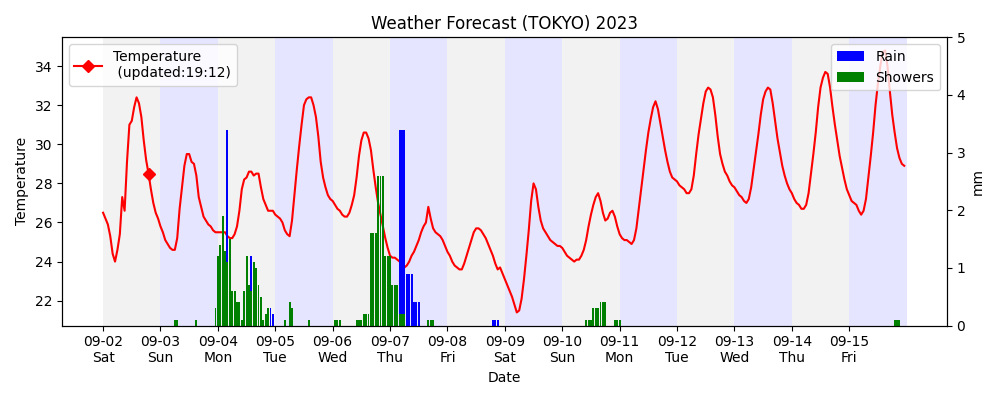 Weather Forecast (TOKYO) 2023
Temperature
(updated:19:12)
Rain
Showers
34
32
30
28
26
24
22
Temperature
5
4
3
2
1
0
mm
09-02 09-03 09-04 09-05 09-06 09-07 09-08 09-09 09-10 09-11 09-12 09-13 09-14 09-15
Sat Sun Mon Tue Wed Thu Fri Sat Sun Mon Tue Wed Thu Fri
Date